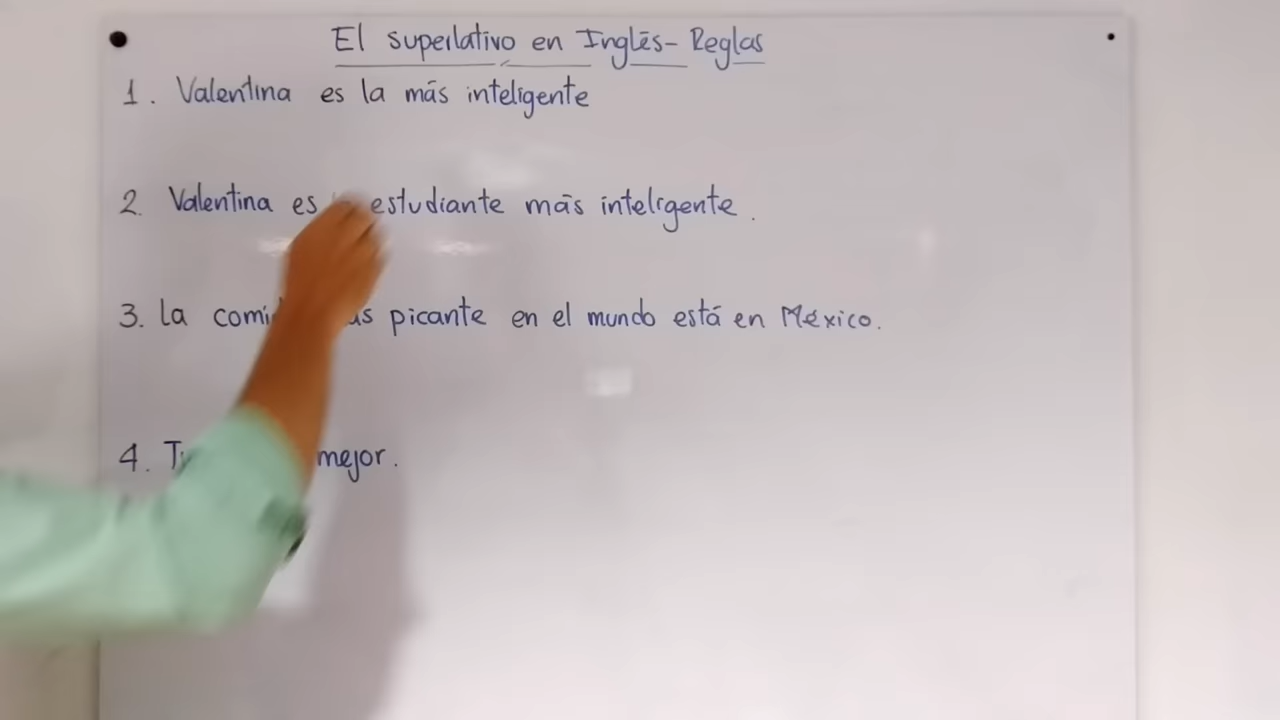 El superlativo en Inglés - Reglas
1. Valentina es la más inteligente
2. Valentina es estudiante más inteligente.
3. la picante en el mundo está en México.
4. mejor.